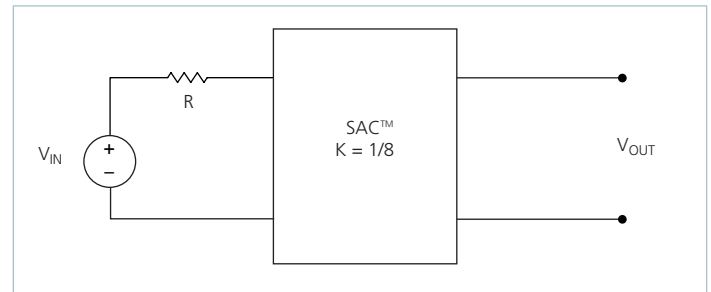 R
SAC™
K = 1/8
V_IN
+
–
V_OUT